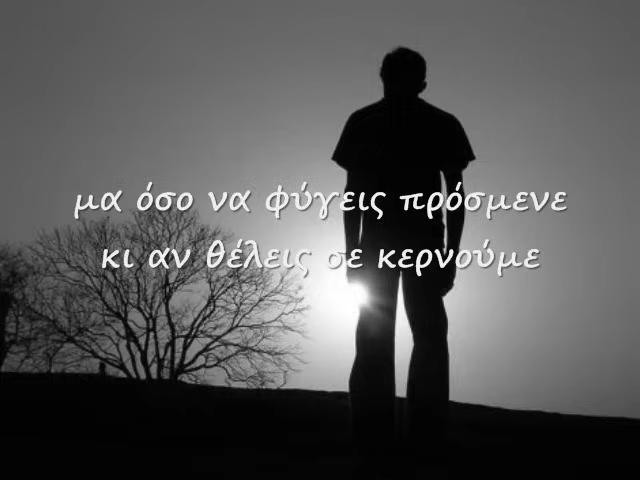 μα όσο να φύγεις πρόσμενε
κι αν θέλεις σε κερνούμε